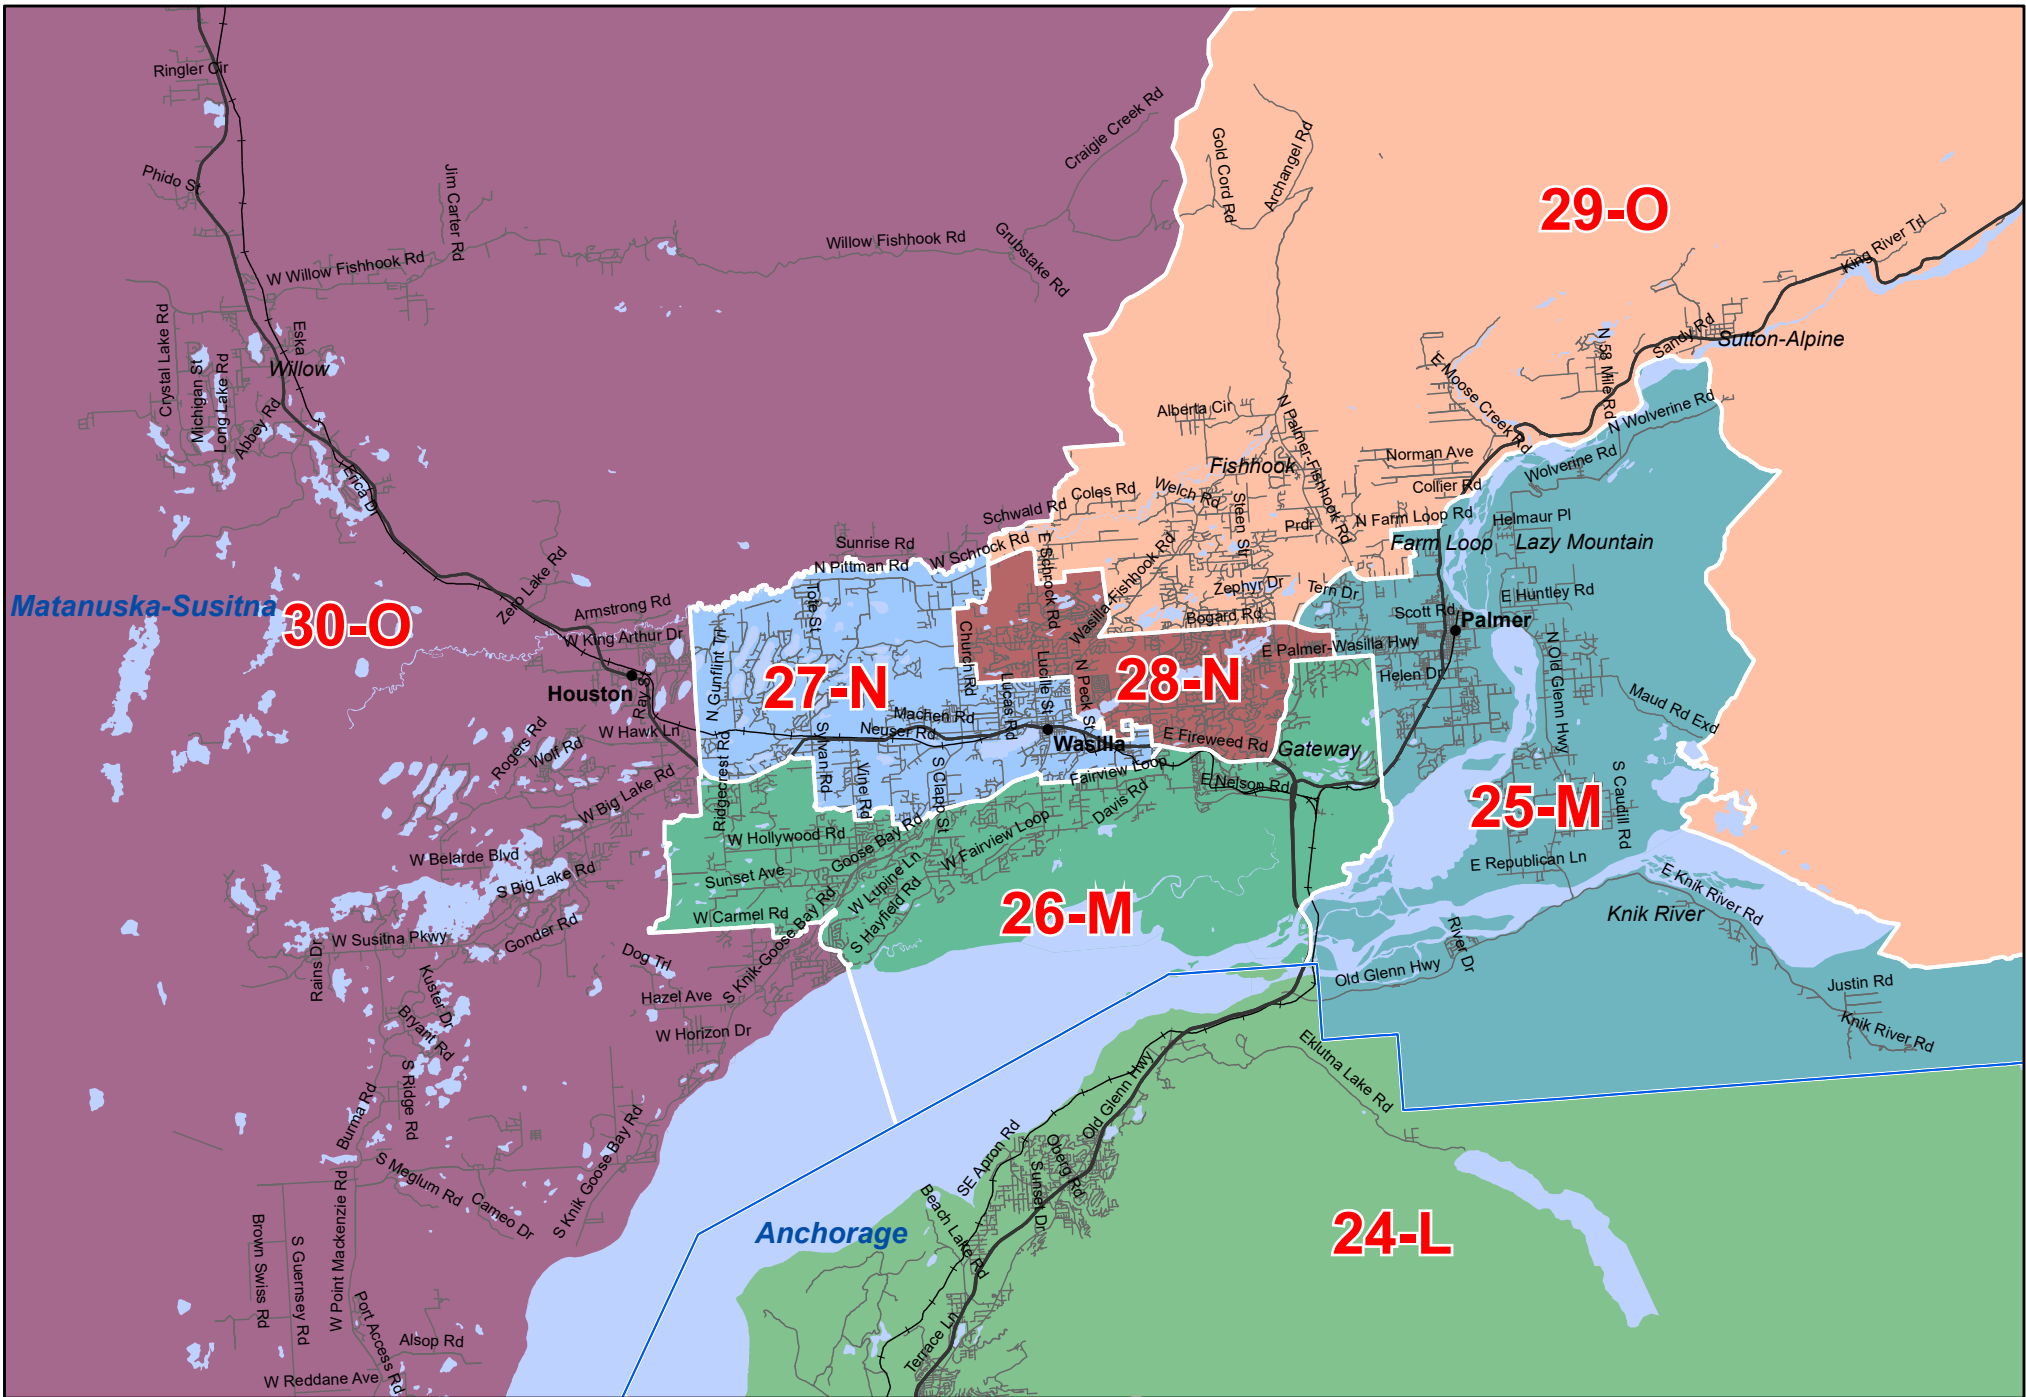 Ringler Cir
Phido St
Jim Carter Rd
Craigie Creek Rd
Gold Cord Rd
Archangel Rd
29-O
King River Trl
W Willow Fishhook Rd
Willow Fishhook Rd
Grubstake Rd
Crystal Lake Rd
Michigan St
Long Lake Rd
Eska
Willow
Abbey Rd
Erica Dr
Sandy Rd
Sutton-Alpine
N 58 Mile Rd
E Moose Creek Rd
N Wolverine Rd
Wolverine Rd
Alberta Cir
N Palmer-Fishhook Rd
Fishhook
Norman Ave
Collier Rd
Coles Rd
Welch Rd
Steen Str
Schwald Rd
Prdr
N Farm Loop Rd
Helmaur Pl
Farm Loop
Lazy Mountain
Sunrise Rd
W Schrock Rd
E Schrock Rd
N Pittman Rd
Wasilla-Fishhook Rd
Zephyr Dr
Tern Dr
E Huntley Rd
Bogard Rd
Scott Rd
Palmer
Matanuska-Susitna
30-O
Zero Lake Rd
Armstrong Rd
W King Arthur Dr
Houston
Ray St
W Hawk Ln
Tote St
N Gunflint Trl
27-N
Church Rd
Lucille St
Lucas Rd
N Peck St
28-N
E Palmer-Wasilla Hwy
Helen Dr
N Old Glenn Hwy
Maud Rd Exd
Machen Rd
Neuser Rd
Wasilla
E Fireweed Rd
Gateway
Rogers Rd
Wolf Rd
W Big Lake Rd
Ridgecrest Rd
Sylvan Rd
Vine Rd
S Clapp St
Fairview Loop
Davis Rd
E Nelson Rd
25-M
S Caudill Rd
W Hollywood Rd
Goose Bay Rd
W Fairview Loop
W Belarde Blvd
S Big Lake Rd
Sunset Ave
W Lupine Ln
S Hayfield Rd
W Carmel Rd
26-M
E Republican Ln
E Knik River Rd
Knik River
W Susitna Pkwy
Gonder Rd
Rains Dr
Dog Trl
S Knik-Goose Bay Rd
River Dr
Old Glenn Hwy
Kuster Dr
Bryant Rd
Hazel Ave
W Horizon Dr
Justin Rd
Knik River Rd
Burma Rd
S Ridge Rd
Eklutna Lake Rd
Old Glenn Hwy
S Knik Goose Bay Rd
SE Apron Rd
Oberg Rd
Sunset Dr
Beach Lake Rd
S Meglum Rd
Cameo Dr
Anchorage
24-L
Brown Swiss Rd
S Guernsey Rd
W Point Mackenzie Rd
Port Access Rd
Alsop Rd
W Reddane Ave
Terrace Ln